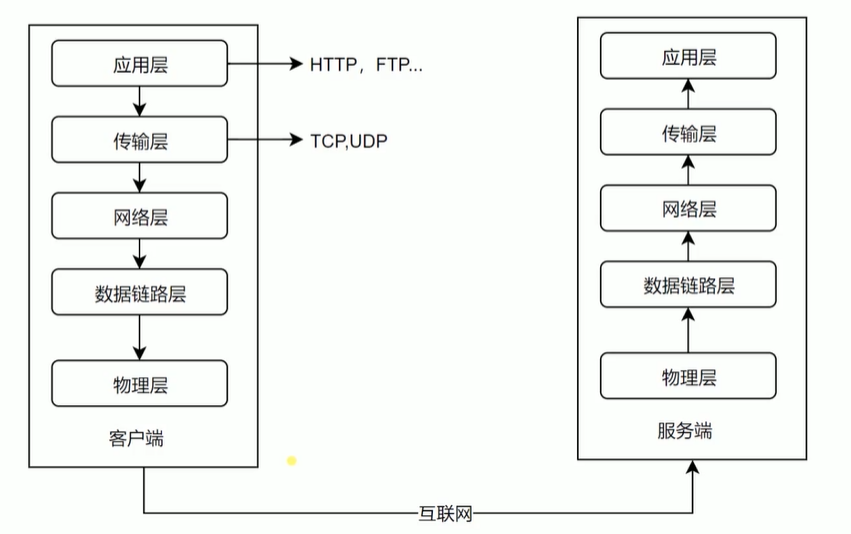 应用层
HTTP，FTP...
传输层
TCP,UDP
网络层
数据链路层
物理层
客户端
应用层
传输层
网络层
数据链路层
物理层
服务端
互联网